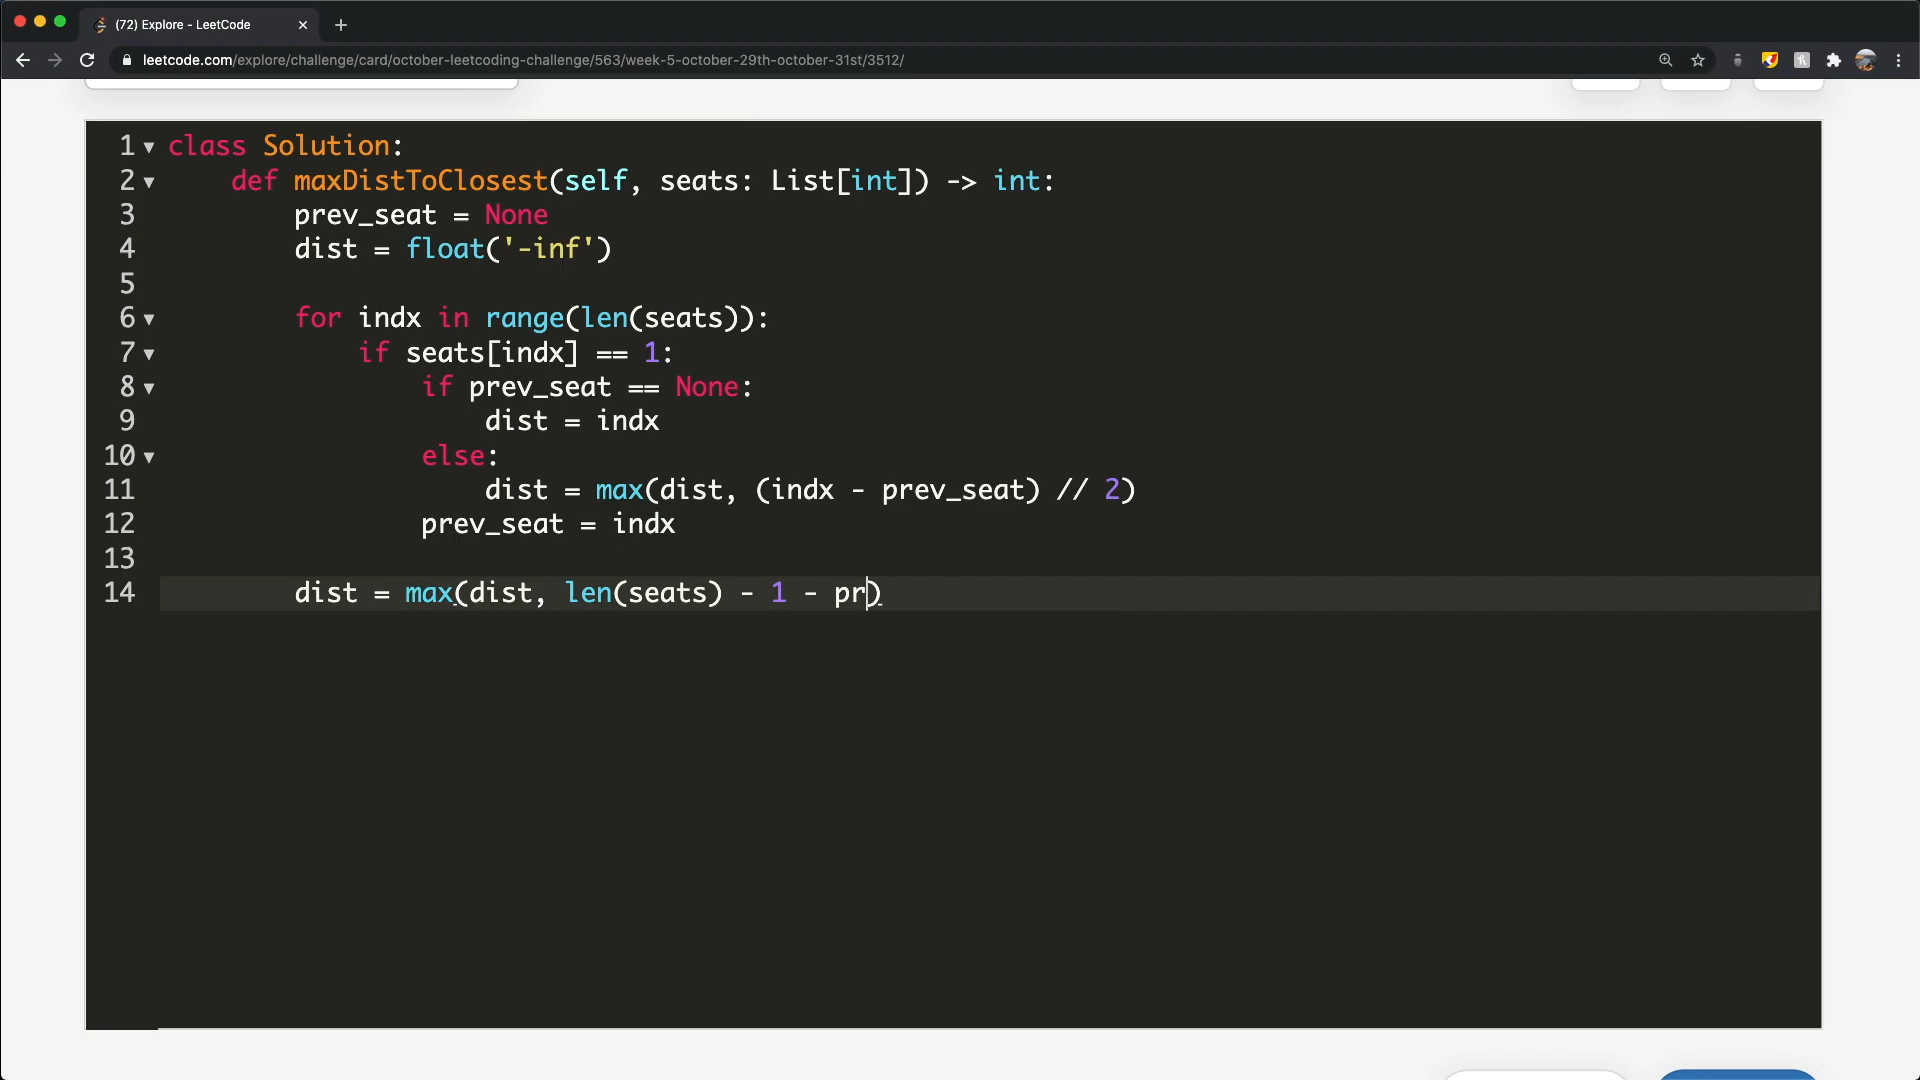 (72) Explore - LeetCode
leetcode.com/explore/challenge/card/october-leetcoding-challenge/563/week-5-october-29th-october-31st/3512/
1 class Solution:
2 def maxDistToClosest(self, seats: List[int]) -> int:
3 prev_seat = None
4 dist = float('-inf')
5
6 for indx in range(len(seats)):
7 if seats[indx] == 1:
8 if prev_seat == None:
9 dist = indx
10 else:
11 dist = max(dist, (indx - prev_seat) // 2)
12 prev_seat = indx
13
14 dist = max(dist, len(seats) - 1 - pr)